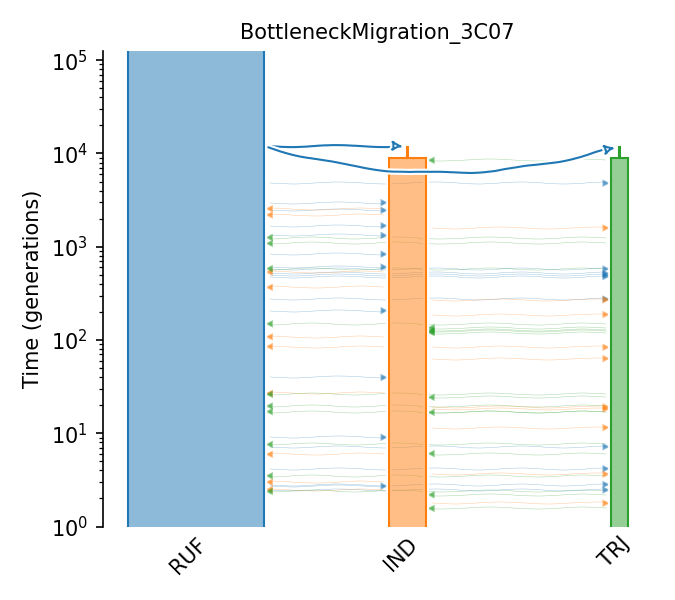 BottleneckMigration_3C07
Time (generations)
10⁵
10⁴
10³
10²
10¹
10⁰
RUF
IND
TRJ